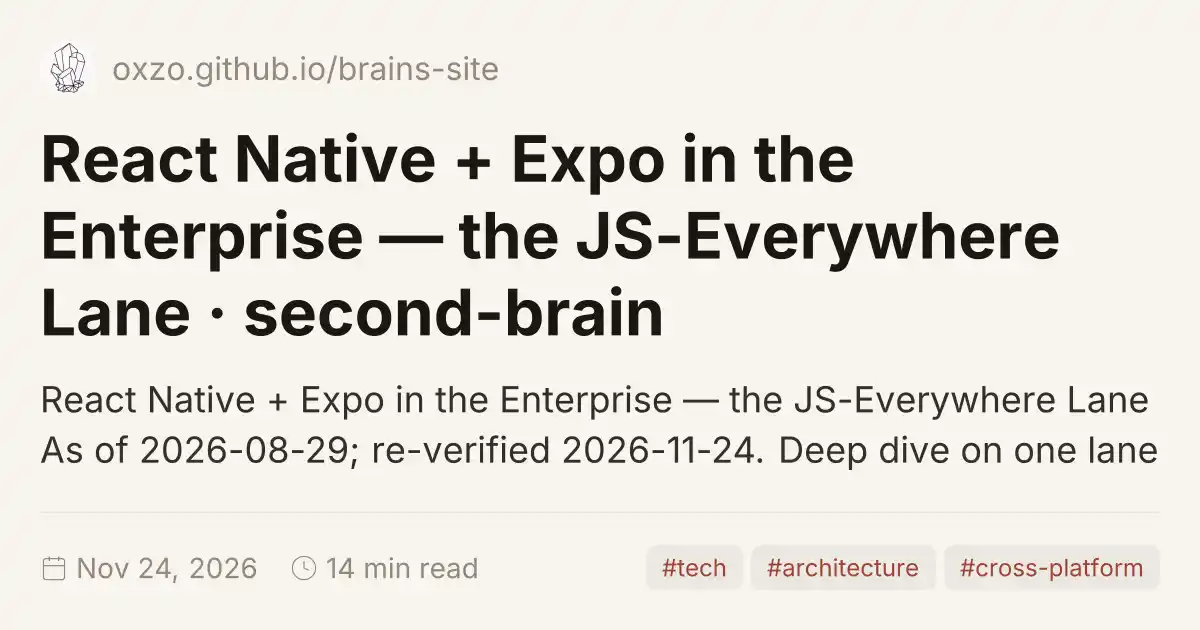 oxzo.github.io/brains-site
React Native + Expo in the
Enterprise — the JS-Everywhere
Lane · second-brain
React Native + Expo in the Enterprise — the JS-Everywhere Lane
As of 2026-08-29; re-verified 2026-11-24. Deep dive on one lane
Nov 24, 2026 14 min read #tech #architecture #cross-platform